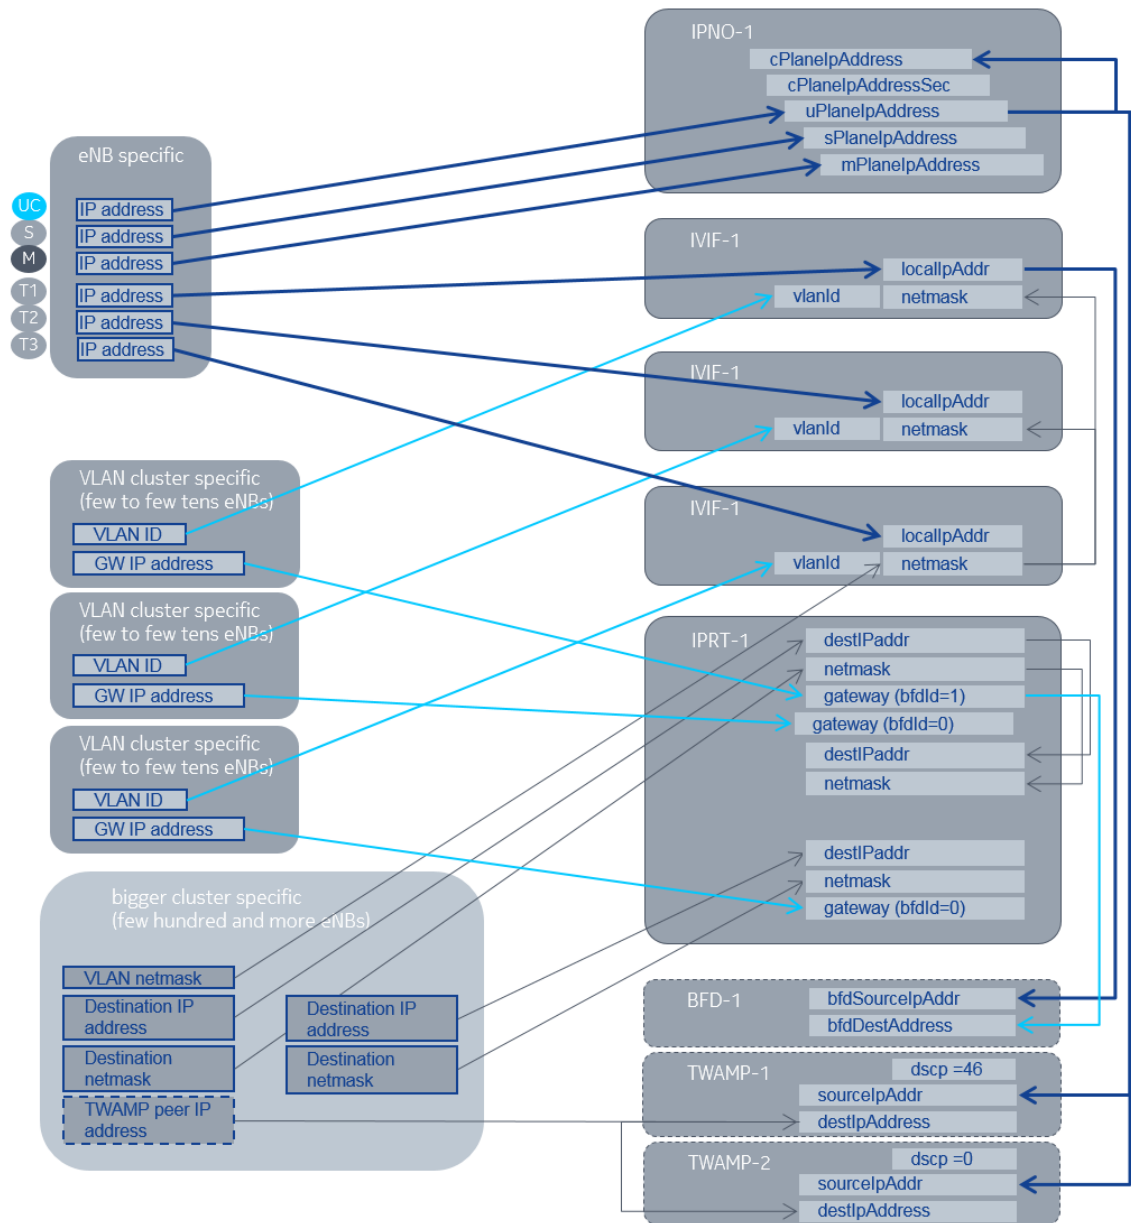 eNB specific
UC
IP address
S
IP address
M
IP address
T1
IP address
T2
IP address
T3
IP address
VLAN cluster specific
(few to few tens eNBs)
VLAN ID
GW IP address
VLAN cluster specific
(few to few tens eNBs)
VLAN ID
GW IP address
VLAN cluster specific
(few to few tens eNBs)
VLAN ID
GW IP address
bigger cluster specific
(few hundred and more eNBs)
VLAN netmask
Destination IP
address
Destination
netmask
TWAMP peer IP
address
Destination IP
address
Destination
netmask
IPNO-1
cPlaneIpAddress
cPlaneIpAddressSec
uPlaneIpAddress
sPlaneIpAddress
mPlaneIpAddress
IVIF-1
localIpAddr
vlanId
netmask
IVIF-1
localIpAddr
vlanId
netmask
IVIF-1
localIpAddr
vlanId
netmask
IPRT-1
destIPaddr
netmask
gateway (bfdId=1)
gateway (bfdId=0)
destIPaddr
netmask
destIPaddr
netmask
gateway (bfdId=0)
BFD-1
bfdSourceIpAddr
bfdDestAddress
TWAMP-1
dscp =46
sourceIpAddr
destIpAddress
TWAMP-2
dscp =0
sourceIpAddr
destIpAddress